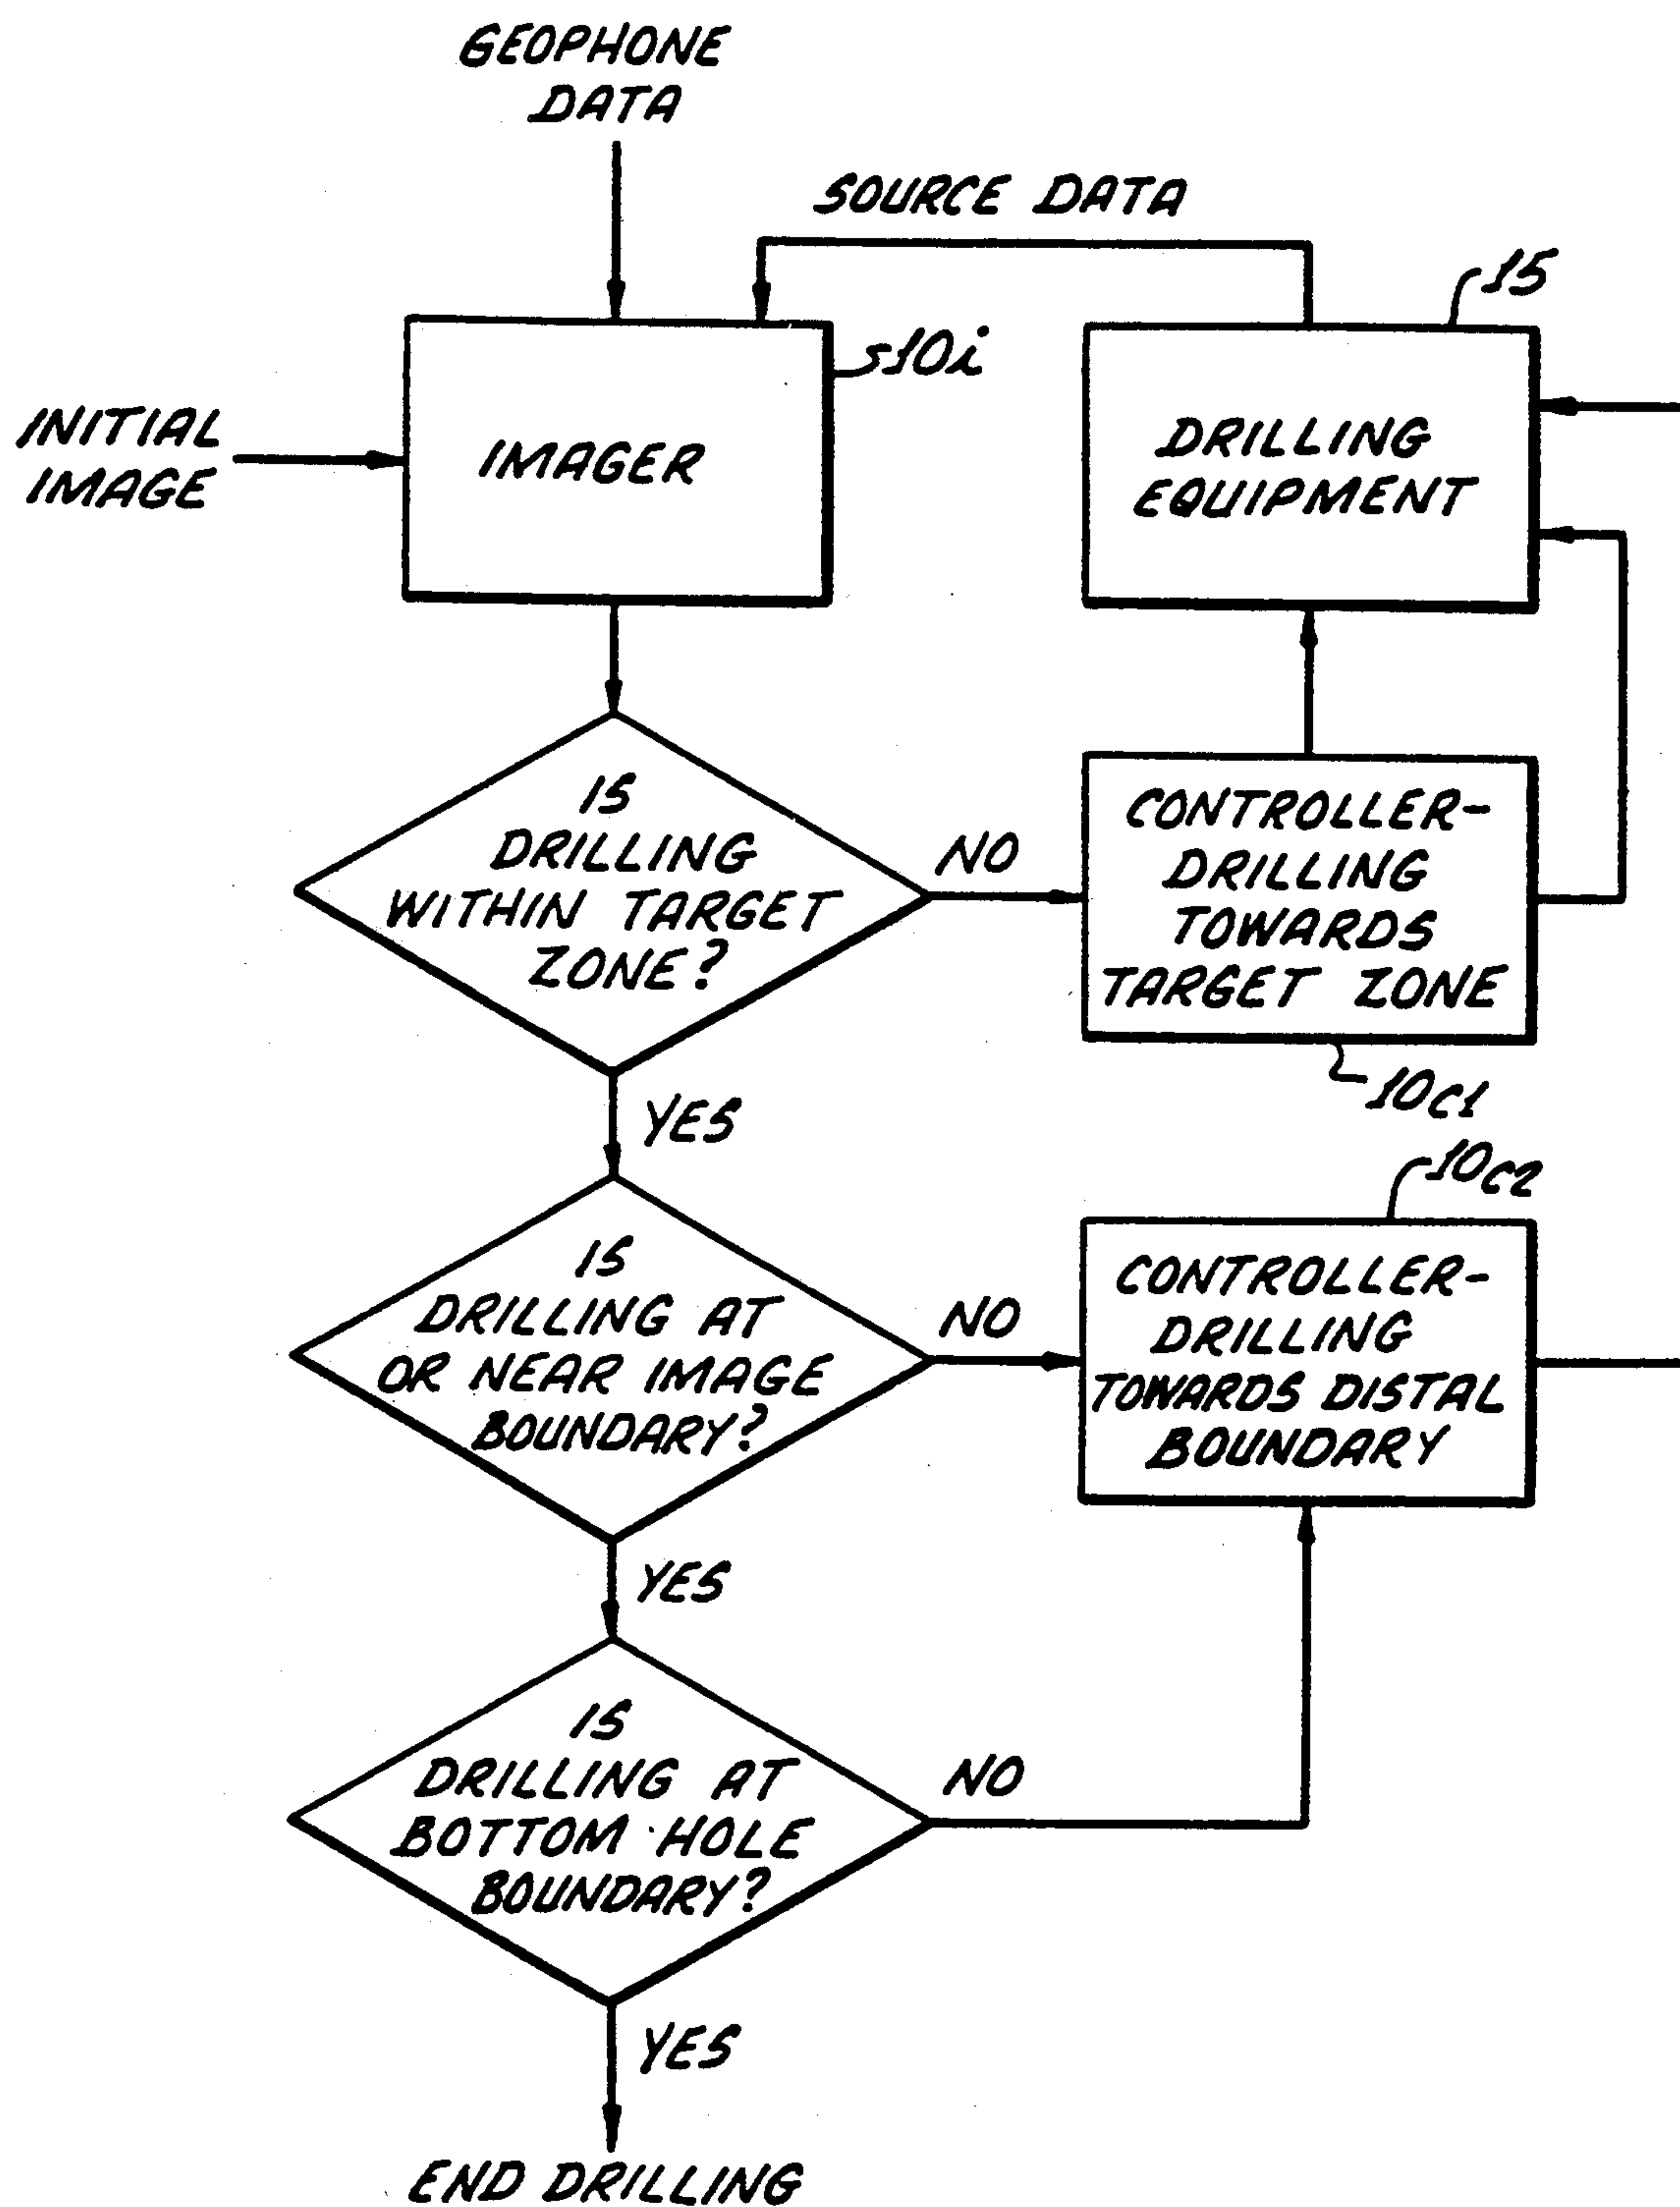 GEOPHONE
DATA
SOURCE DATA
15
10i
INITIAL
IMAGE
IMAGER
DRILLING
EQUIPMENT
IS
DRILLING
WITHIN TARGET
ZONE?
NO
CONTROLLER-
DRILLING
TOWARDS
TARGET ZONE
10c1
YES
10c2
IS
DRILLING AT
OR NEAR IMAGE
BOUNDARY?
NO
CONTROLLER-
DRILLING
TOWARDS DISTAL
BOUNDARY
YES
IS
DRILLING AT
BOTTOM HOLE
BOUNDARY?
NO
YES
END DRILLING